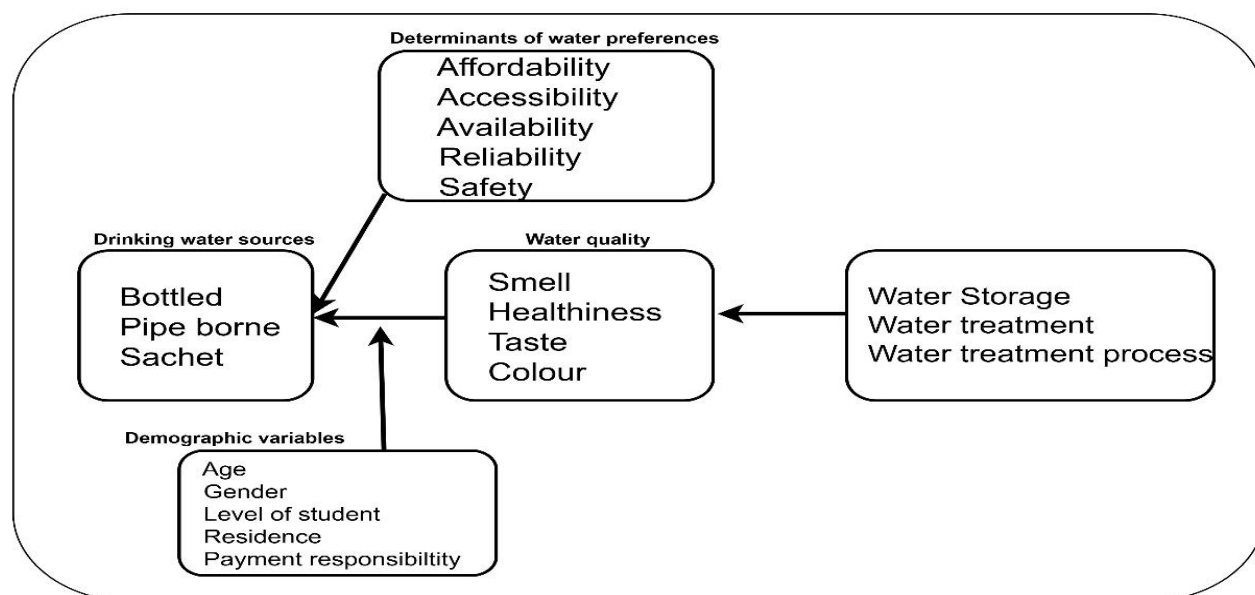 Determinants of water preferences
Affordability
Accessibility
Availability
Reliability
Safety
Drinking water sources
Bottled
Pipe borne
Sachet
Water quality
Smell
Healthiness
Taste
Colour
Water Storage
Water treatment
Water treatment process
Demographic variables
Age
Gender
Level of student
Residence
Payment responsibiltity